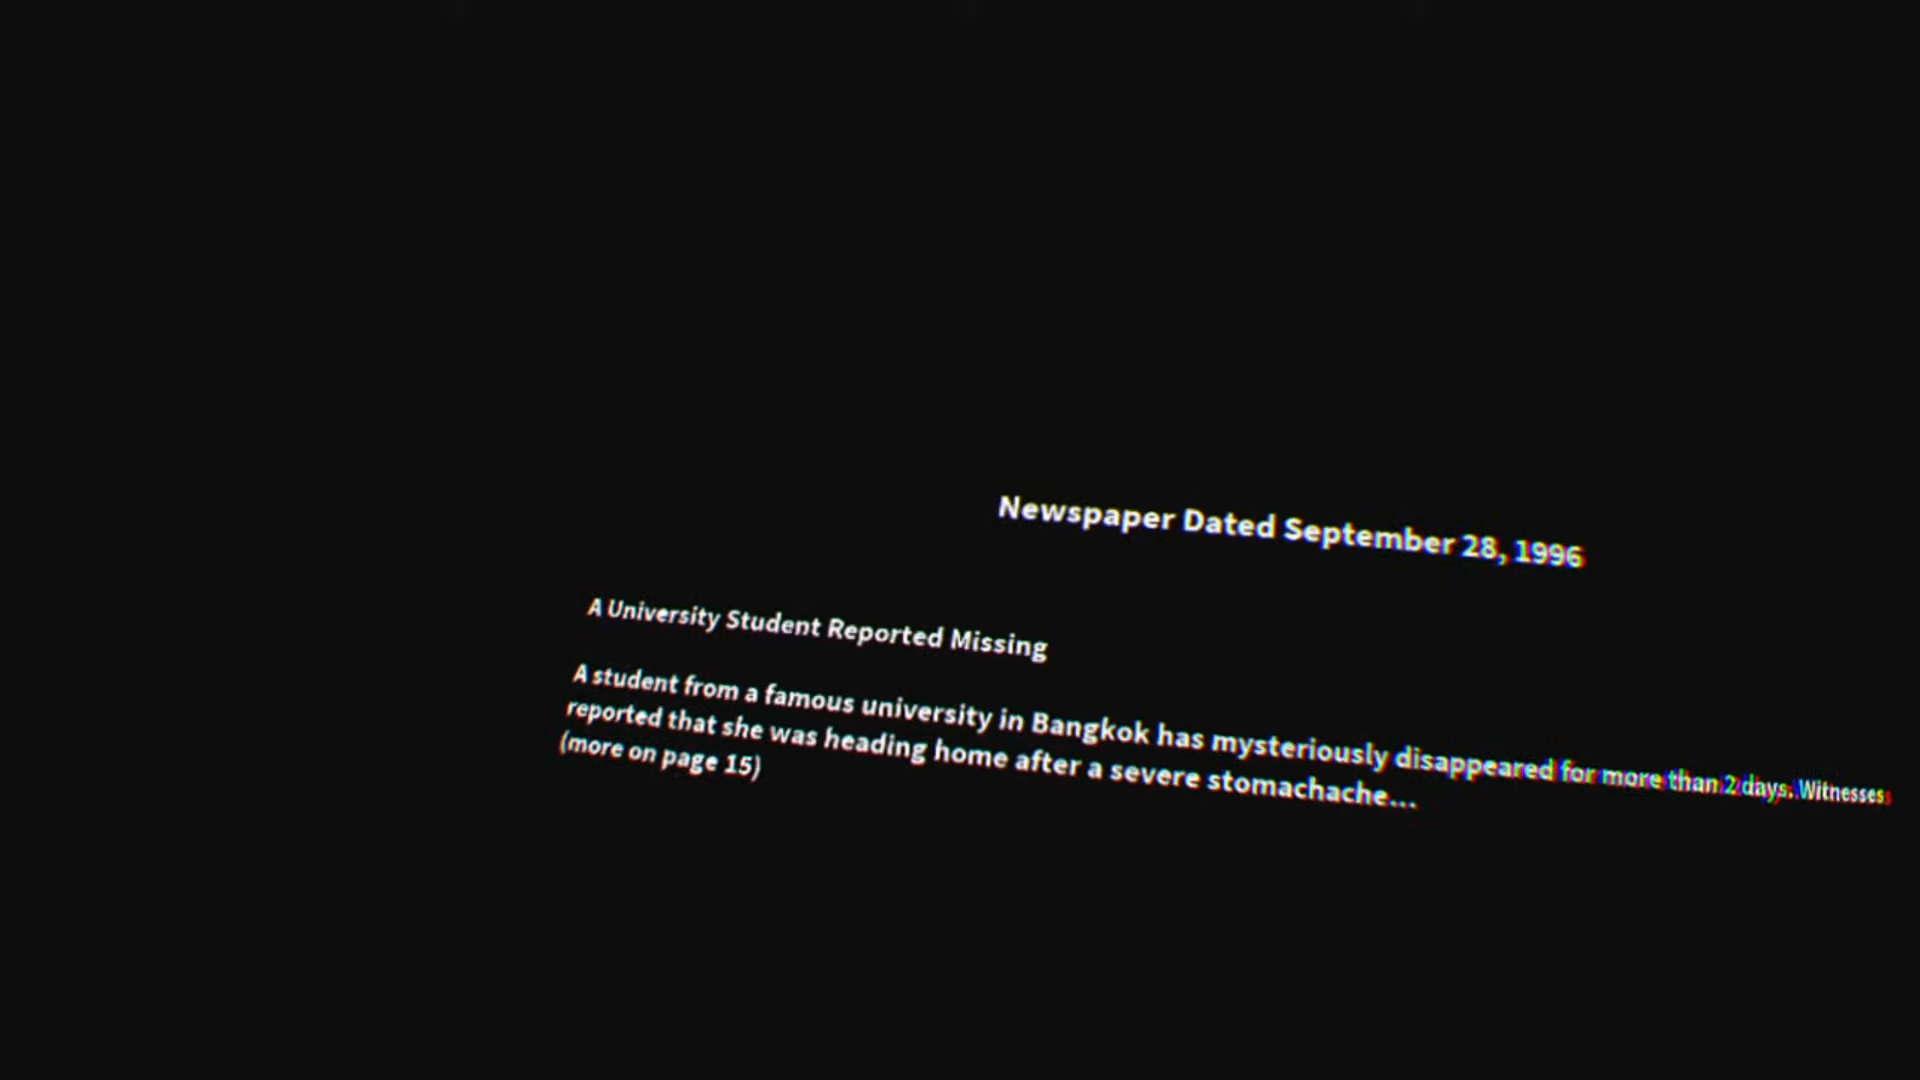 Newspaper Dated September 28, 1996
A University Student Reported Missing
A student from a famous university in Bangkok has mysteriously disappeared for more than 2 days. Witnesses
reported that she was heading home after a severe stomachache...
(more on page 15)